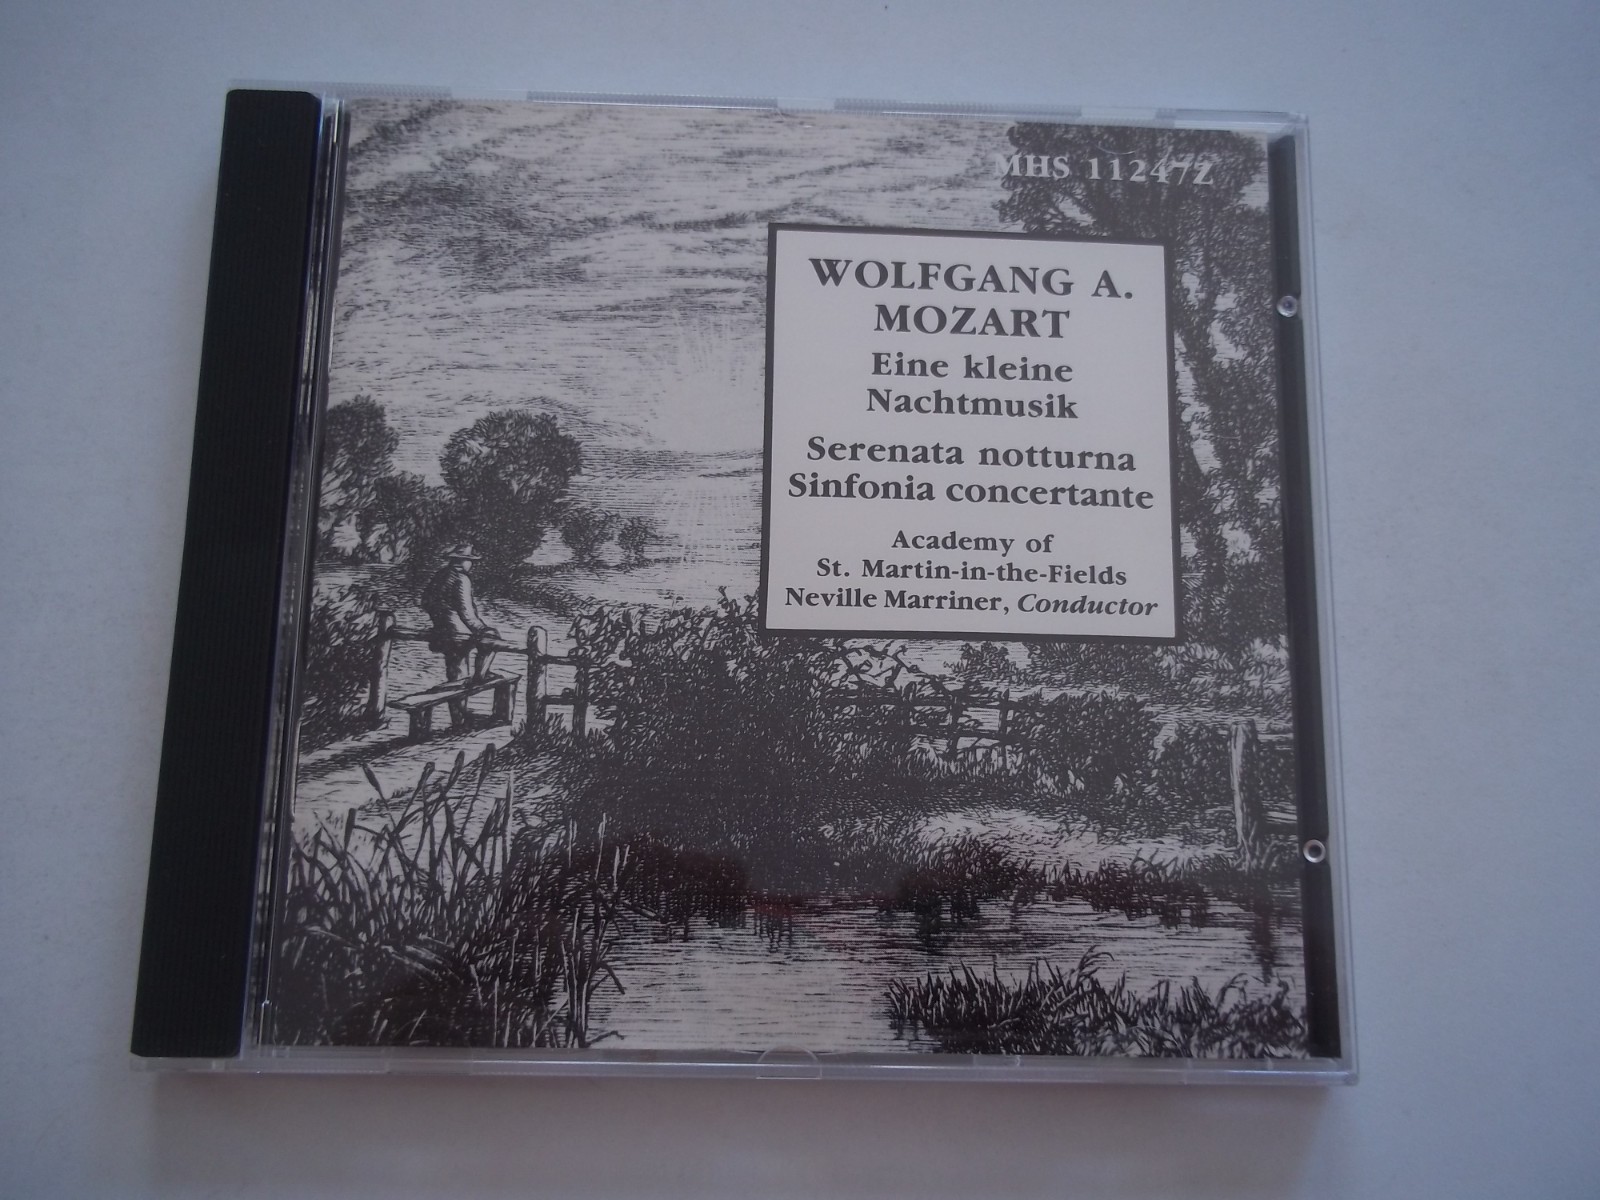 MHS 11247Z
WOLFGANG A.
MOZART
Eine kleine
Nachtmusik
Serenata notturna
Sinfonia concertante
Academy of
St. Martin-in-the-Fields
Neville Marriner, Conductor